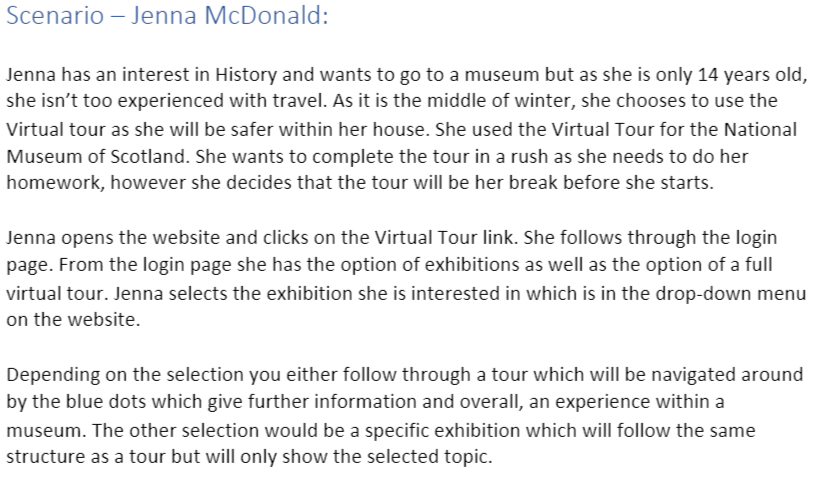 Scenario – Jenna McDonald:
Jenna has an interest in History and wants to go to a museum but as she is only 14 years old,
she isn’t too experienced with travel. As it is the middle of winter, she chooses to use the
Virtual tour as she will be safer within her house. She used the Virtual Tour for the National
Museum of Scotland. She wants to complete the tour in a rush as she needs to do her
homework, however she decides that the tour will be her break before she starts.
Jenna opens the website and clicks on the Virtual Tour link. She follows through the login
page. From the login page she has the option of exhibitions as well as the option of a full
virtual tour. Jenna selects the exhibition she is interested in which is in the drop-down menu
on the website.
Depending on the selection you either follow through a tour which will be navigated around
by the blue dots which give further information and overall, an experience within a
museum. The other selection would be a specific exhibition which will follow the same
structure as a tour but will only show the selected topic.